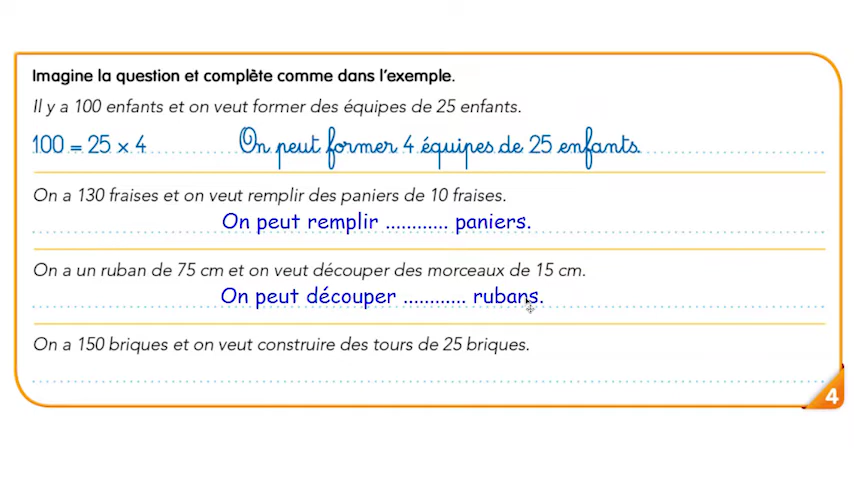 Imagine la question et complète comme dans l'exemple.
Il y a 100 enfants et on veut former des équipes de 25 enfants.
100 = 25 × 4 On peut former 4 équipes de 25 enfants.
On a 130 fraises et on veut remplir des paniers de 10 fraises.
On peut remplir ............ paniers.
On a un ruban de 75 cm et on veut découper des morceaux de 15 cm.
On peut découper ............ rubans.
On a 150 briques et on veut construire des tours de 25 briques.
4